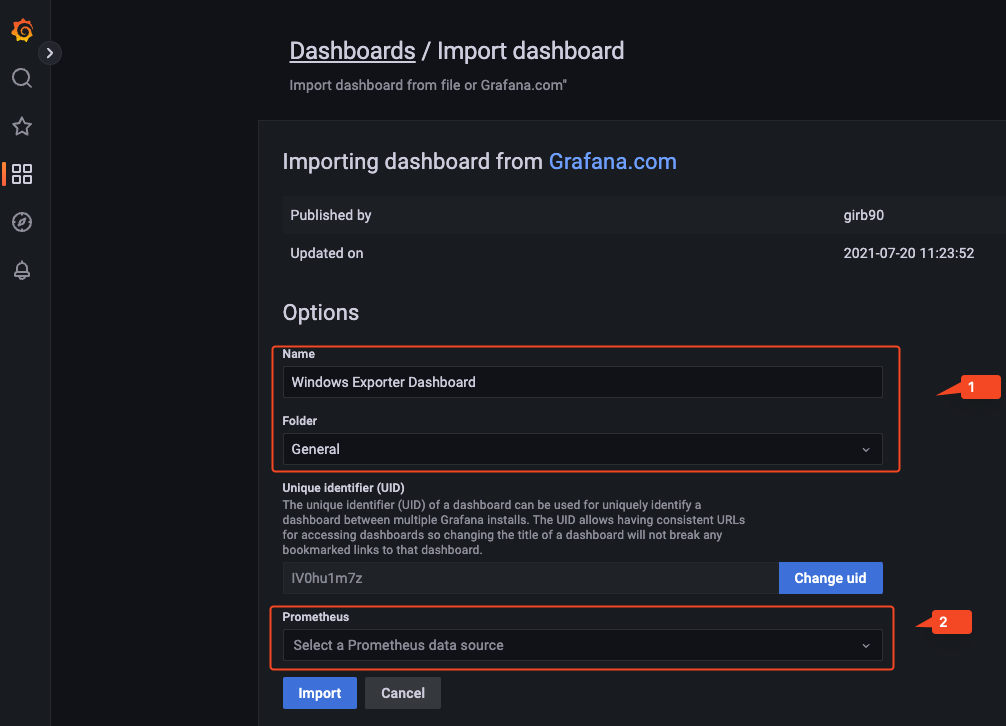 Dashboards / Import dashboard
Import dashboard from file or Grafana.com"
Importing dashboard from Grafana.com
Published by girb90
Updated on 2021-07-20 11:23:52
Options
Name
Windows Exporter Dashboard
1
Folder
General
Unique identifier (UID)
The unique identifier (UID) of a dashboard can be used for uniquely identify a
dashboard between multiple Grafana installs. The UID allows having consistent URLs
for accessing dashboards so changing the title of a dashboard will not break any
bookmarked links to that dashboard.
IV0hu1m7z Change uid
Prometheus
2
Select a Prometheus data source
Import Cancel